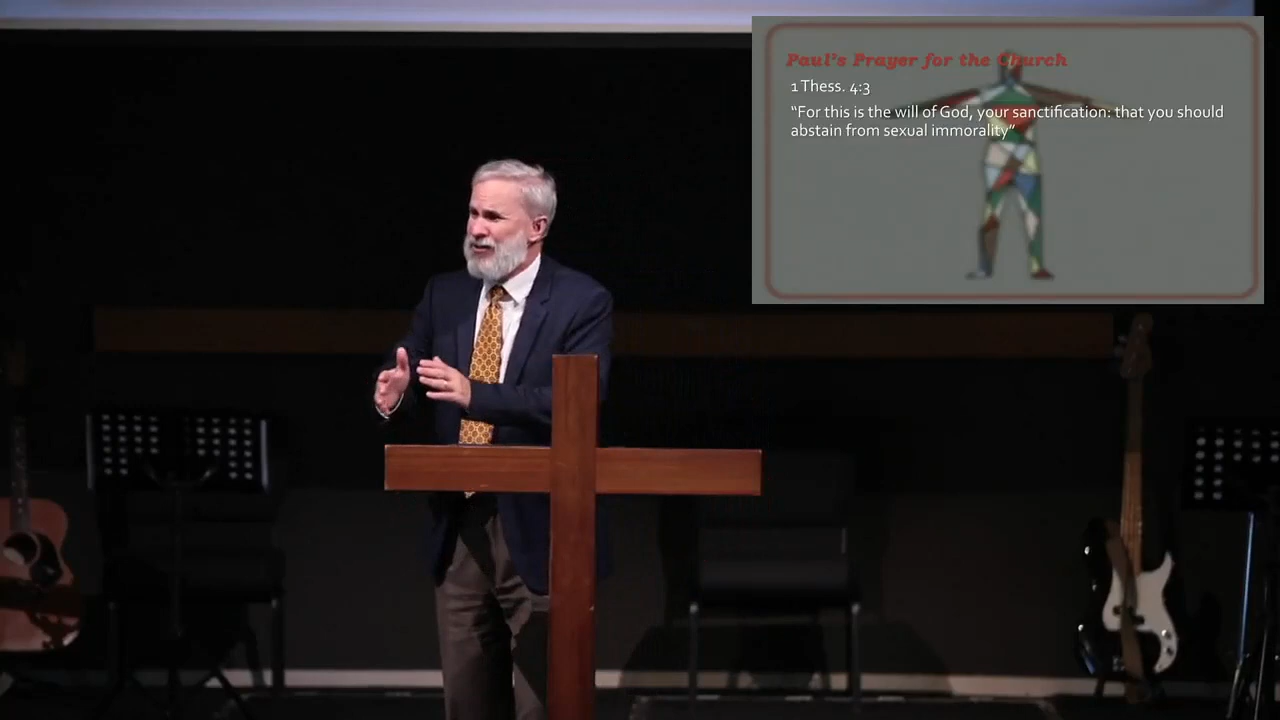 Paul's Prayer for the Church
1 Thess. 4:3
“For this is the will of God, your sanctification: that you should
abstain from sexual immorality”